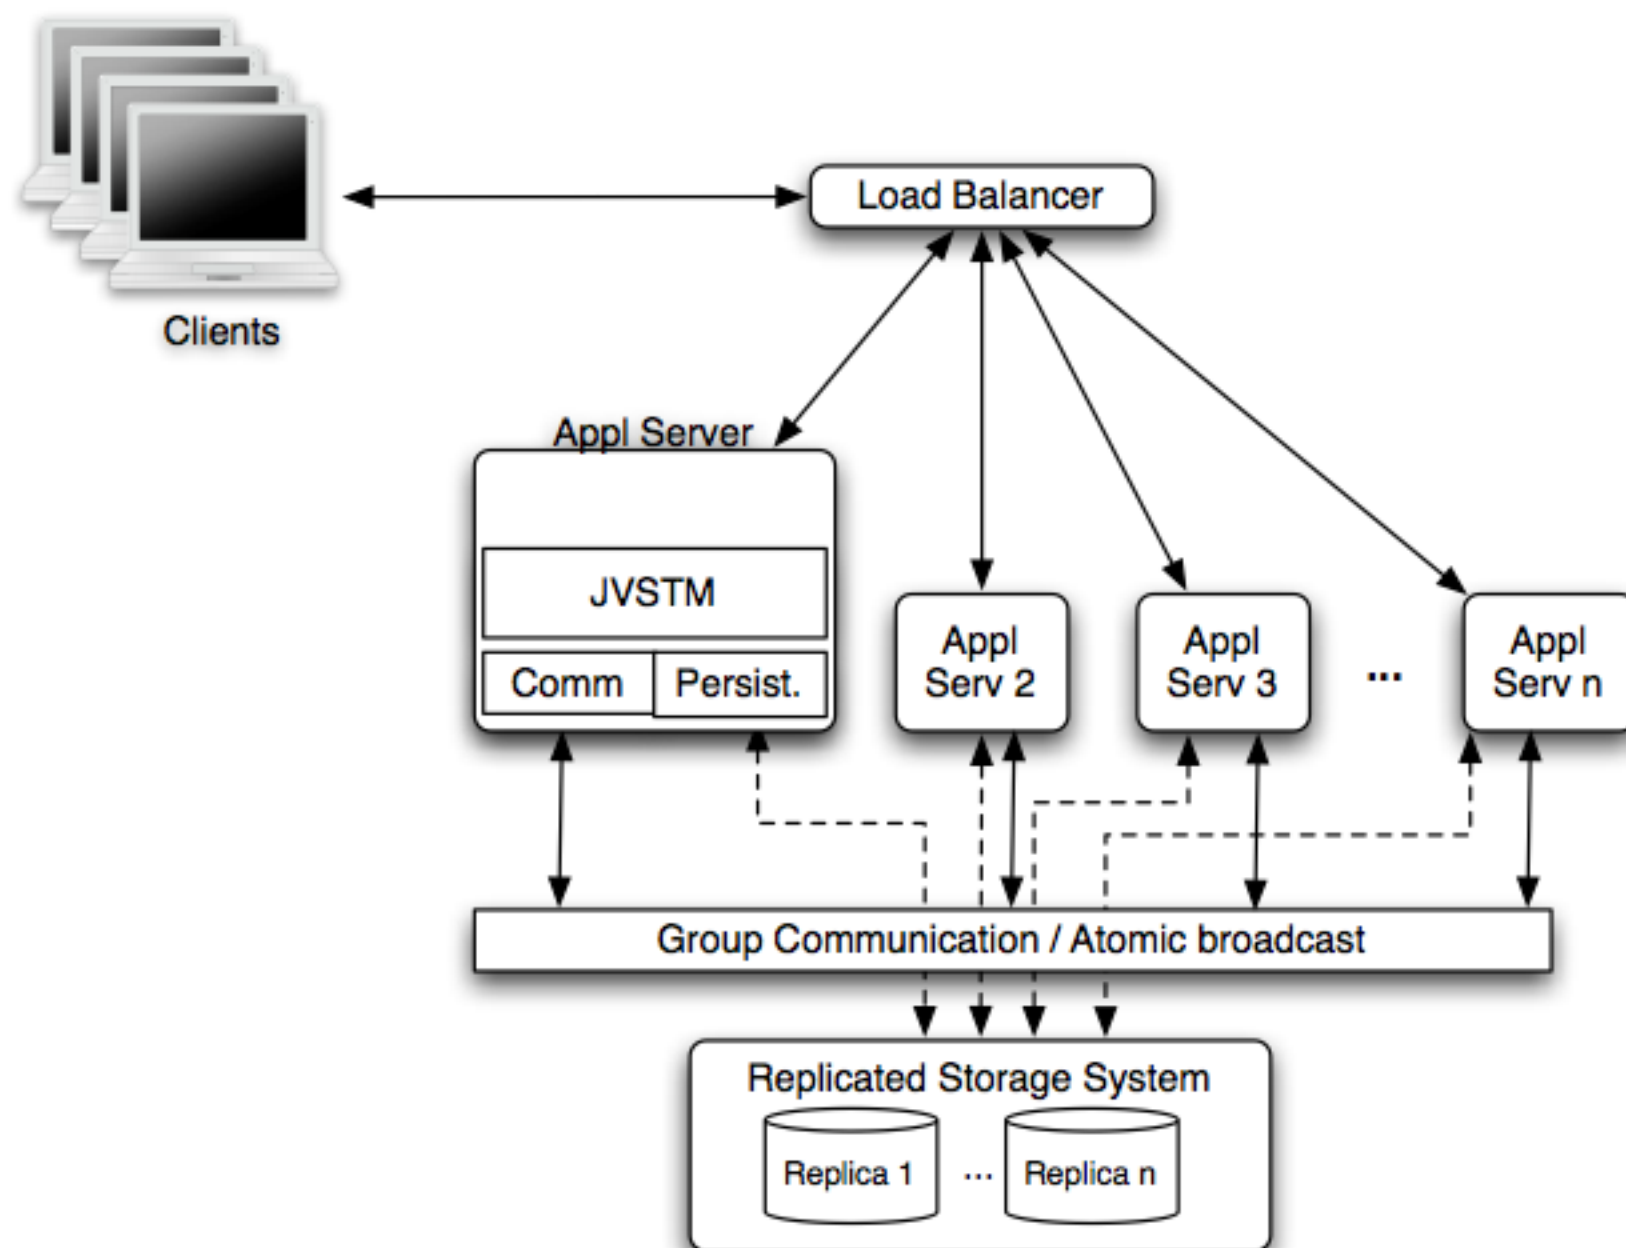 Load Balancer
Clients
Appl Server
JVSTM
Comm
Persist.
Appl
Serv 2
Appl
Serv 3
...
Appl
Serv n
Group Communication / Atomic broadcast
Replicated Storage System
Replica 1
...
Replica n